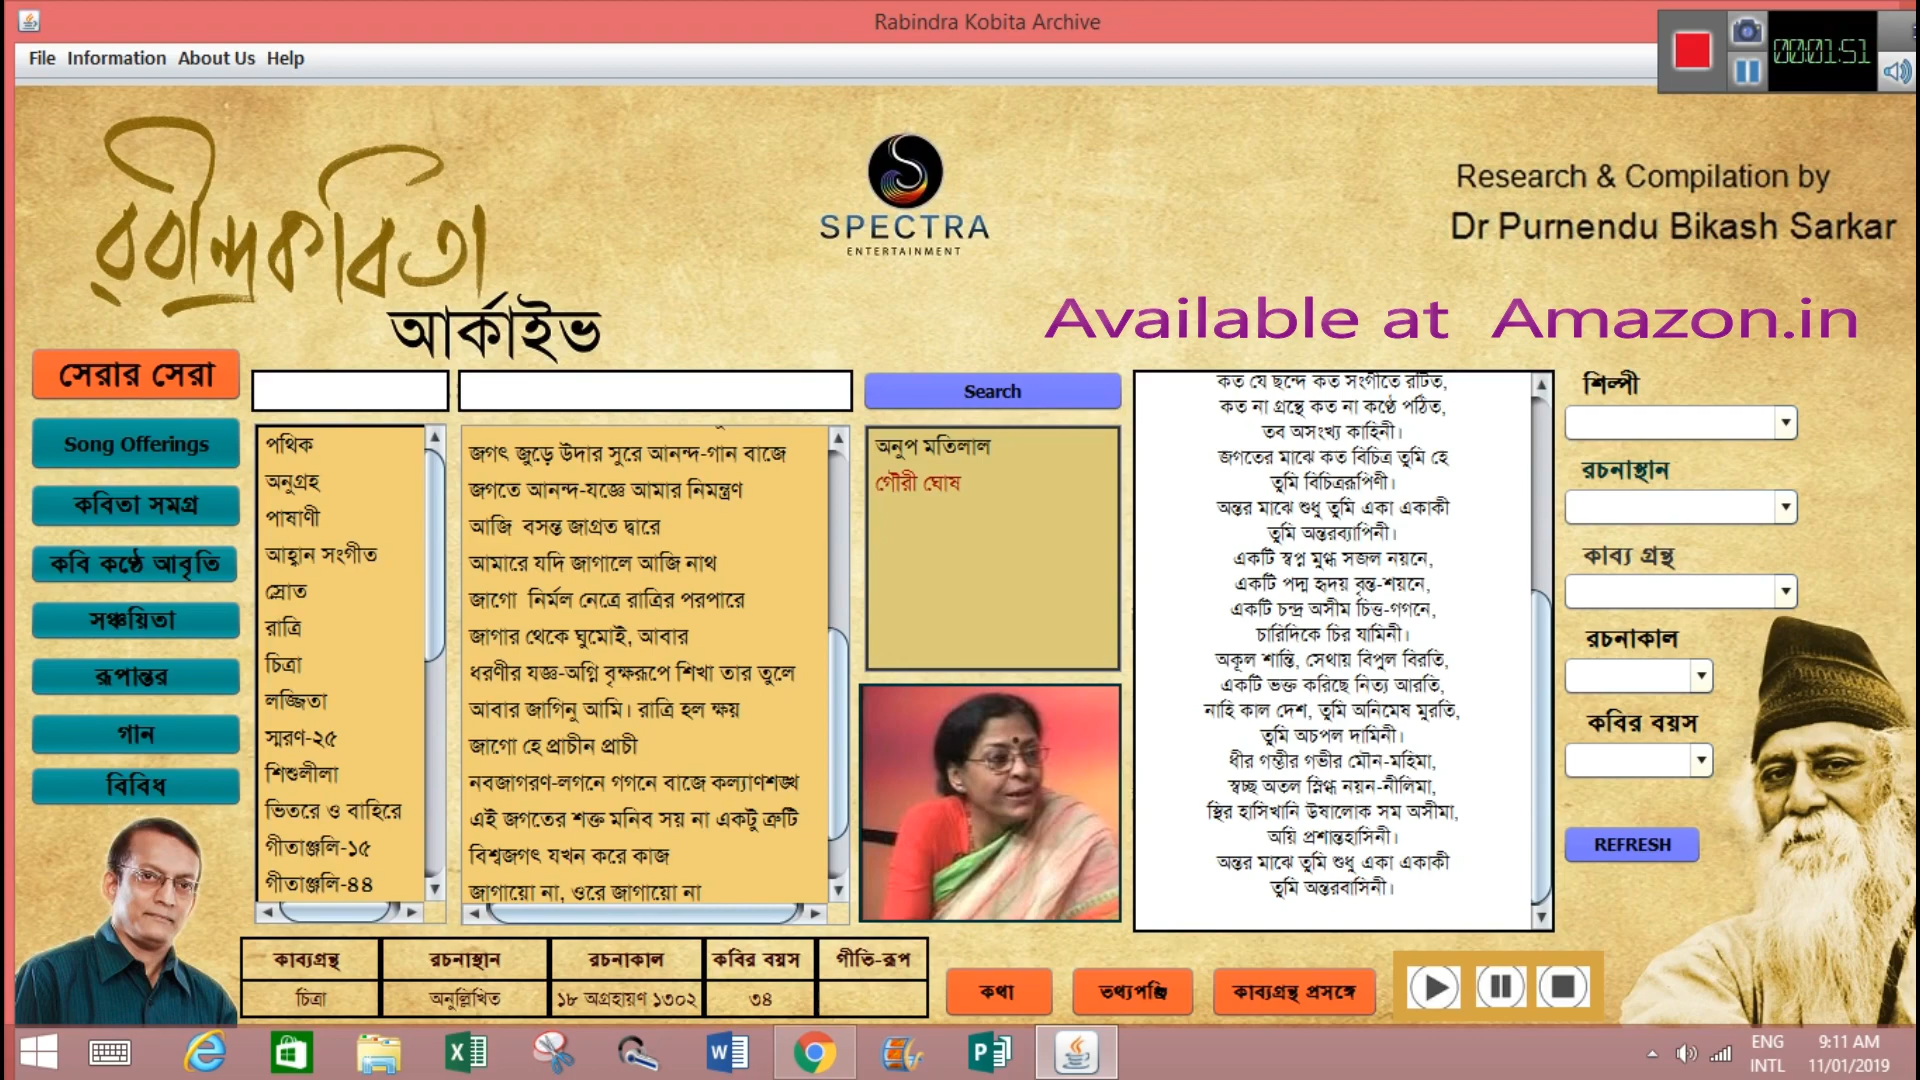 Rabindra Kobita Archive
File Information About Us Help
00:01:51
রবীন্দ্রকবিতা
আর্কাইভ
SPECTRA
ENTERTAINMENT
Research & Compilation by
Dr Purnendu Bikash Sarkar
Available at Amazon.in
সেরার সেরা
Song Offerings
কবিতা সমগ্র
কবি কণ্ঠে আবৃতি
সঞ্চয়িতা
রূপান্তর
গান
বিবিধ
পথিক
অনুগ্রহ
পাষাণী
আহ্বান সংগীত
স্রোত
রাত্রি
চিত্রা
লজ্জিতা
স্মরণ-২৫
শিশুলীলা
ভিতরে ও বাহিরে
গীতাঞ্জলি-১৫
গীতাঞ্জলি-৪৪
জগৎ জুড়ে উদার সুরে আনন্দ-গান বাজে
জগতে আনন্দ-যজ্ঞে আমার নিমন্ত্রণ
আজি বসন্ত জাগ্রত দ্বারে
আমারে যদি জাগালে আজি নাথ
জাগো নির্মল নেত্রে রাত্রির পরপারে
জাগার থেকে ঘুমোই, আবার
ধরণীর যজ্ঞ-অগ্নি বৃক্ষরূপে শিখা তার তুলে
আবার জাগিনু আমি। রাত্রি হল ক্ষয়
জাগো হে প্রাচীন প্রাচী
নবজাগরণ-লগনে গগনে বাজে কল্যাণশঙ্খ
এই জগতের শক্ত মনিব সয় না একটু ত্রুটি
বিশ্বজগৎ যখন করে কাজ
জাগায়ো না, ওরে জাগায়ো না
Search
অনুপ মতিলাল
গৌরী ঘোষ
কত যে ছন্দে কত সংগীতে রটিত,
কত না গ্রন্থে কত না কণ্ঠে পঠিত,
তব অসংখ্য কাহিনী।
জগতের মাঝে কত বিচিত্র তুমি হে
তুমি বিচিত্ররূপিণী।
অন্তর মাঝে শুধু তুমি একা একাকী
তুমি অন্তরব্যাপিনী।
একটি স্বপ্ন মুগ্ধ সজল নয়নে,
একটি পদ্ম হৃদয় বৃন্ত-শয়নে,
একটি চন্দ্র অসীম চিত্ত-গগনে,
চারিদিকে চির যামিনী।
অকূল শান্তি, সেথায় বিপুল বিরতি,
একটি ভক্ত করিছে নিত্য আরতি,
নাহি কাল দেশ, তুমি অনিমেষ মুরতি,
তুমি অচপল দামিনী।
ধীর গম্ভীর গভীর মৌন-মহিমা,
স্বচ্ছ অতল স্নিগ্ধ নয়ন-নীলিমা,
স্থির হাসিখানি উষালোক সম অসীমা,
অয়ি প্রশান্তহাসিনী।
অন্তর মাঝে তুমি শুধু একা একাকী
তুমি অন্তরবাসিনী।
শিল্পী
রচনাস্থান
কাব্য গ্রন্থ
রচনাকাল
কবির বয়স
REFRESH
কাব্যগ্রন্থ রচনাস্থান রচনাকাল কবির বয়স গীতি-রূপ
চিত্রা অনুল্লিখিত ১৮ অগ্রহায়ণ ১৩০২ ৩৪
কথা
তথ্যপঞ্জি
কাব্যগ্রন্থ প্রসঙ্গে
ENG 9:11 AM
INTL 11/01/2019